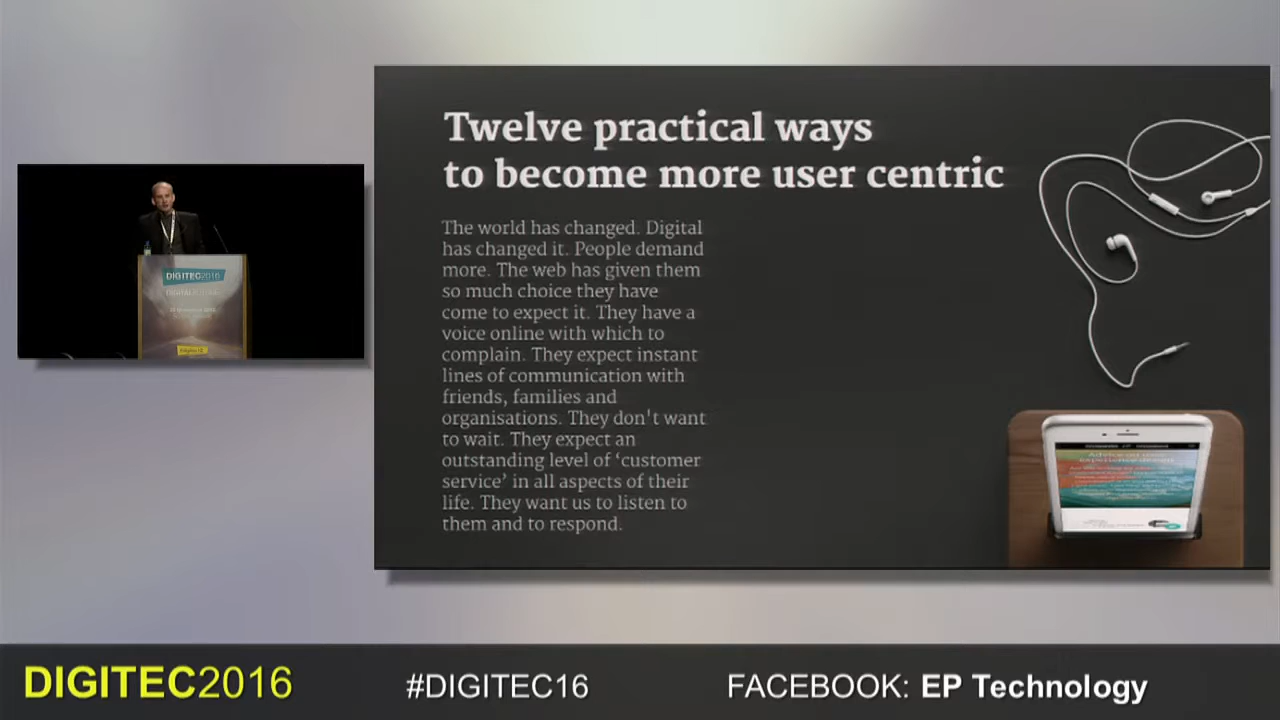 Twelve practical ways
to become more user centric
The world has changed. Digital
has changed it. People demand
more. The web has given them
so much choice they have
come to expect it. They have a
voice online with which to
complain. They expect instant
lines of communication with
friends, families and
organisations. They don't want
to wait. They expect an
outstanding level of ‘customer
service’ in all aspects of their
life. They want us to listen to
them and to respond.
DIGITEC2016
DIGITEC2016
#DIGITEC16
FACEBOOK: EP Technology